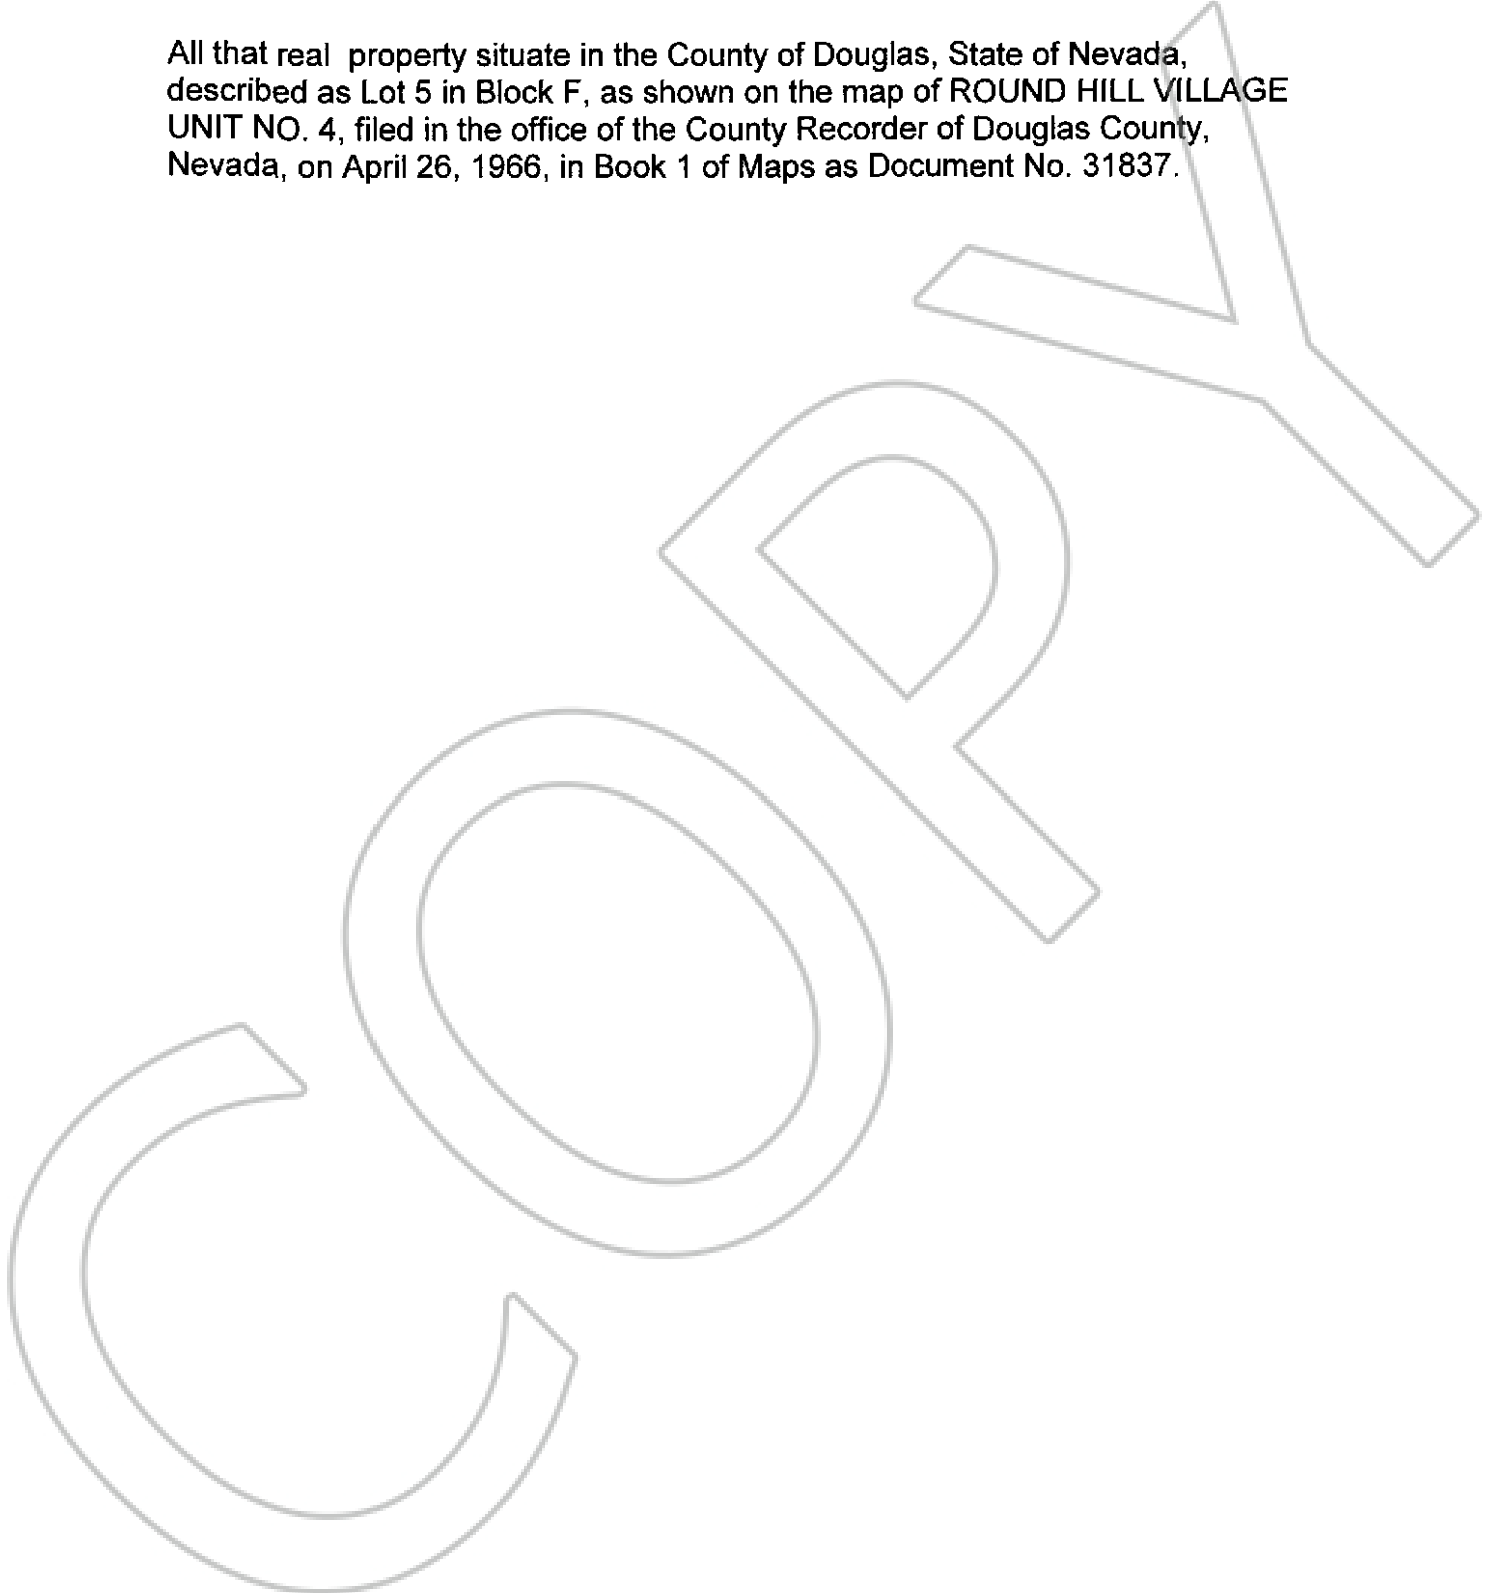 All that real property situate in the County of Douglas, State of Nevada,
described as Lot 5 in Block F, as shown on the map of ROUND HILL VILLAGE
UNIT NO. 4, filed in the office of the County Recorder of Douglas County,
Nevada, on April 26, 1966, in Book 1 of Maps as Document No. 31837.
COPY